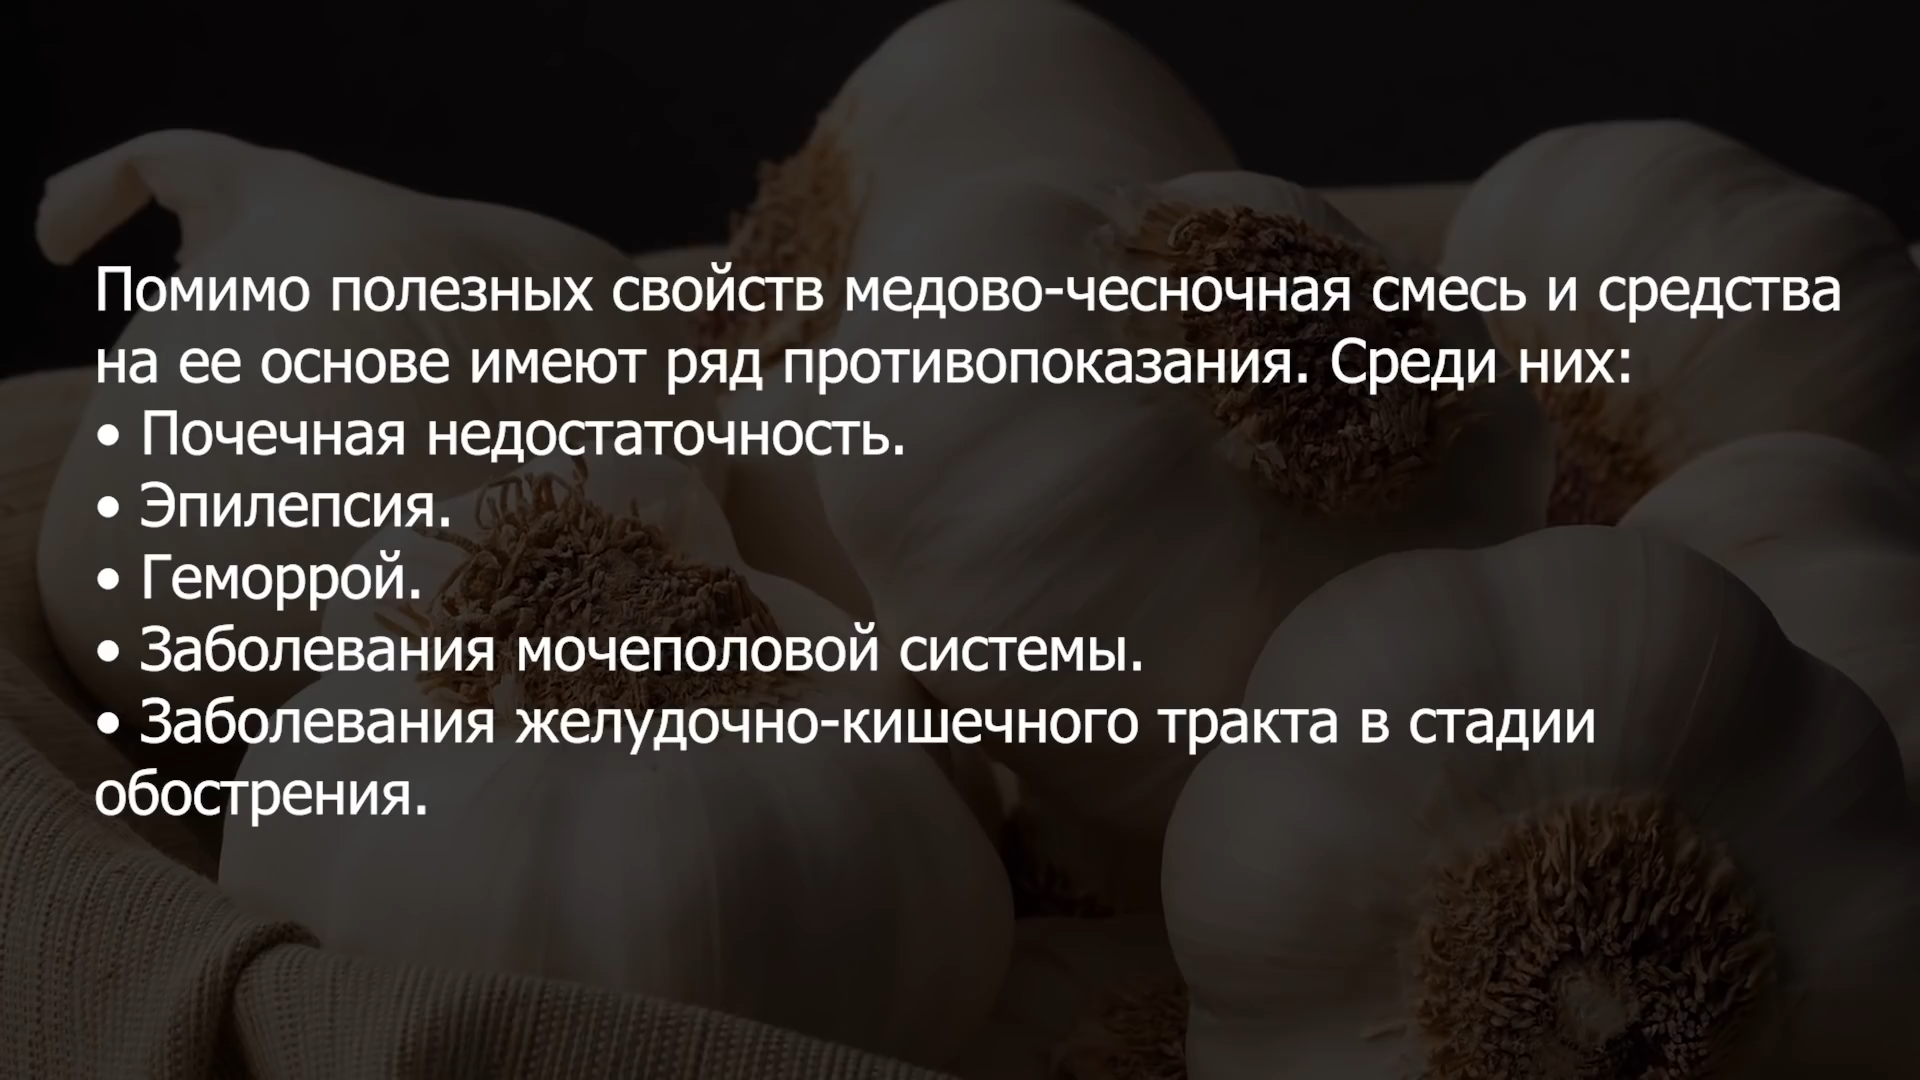 Помимо полезных свойств медово-чесночная смесь и средства
на ее основе имеют ряд противопоказания. Среди них:
• Почечная недостаточность.
• Эпилепсия.
• Геморрой.
• Заболевания мочеполовой системы.
• Заболевания желудочно-кишечного тракта в стадии
обострения.